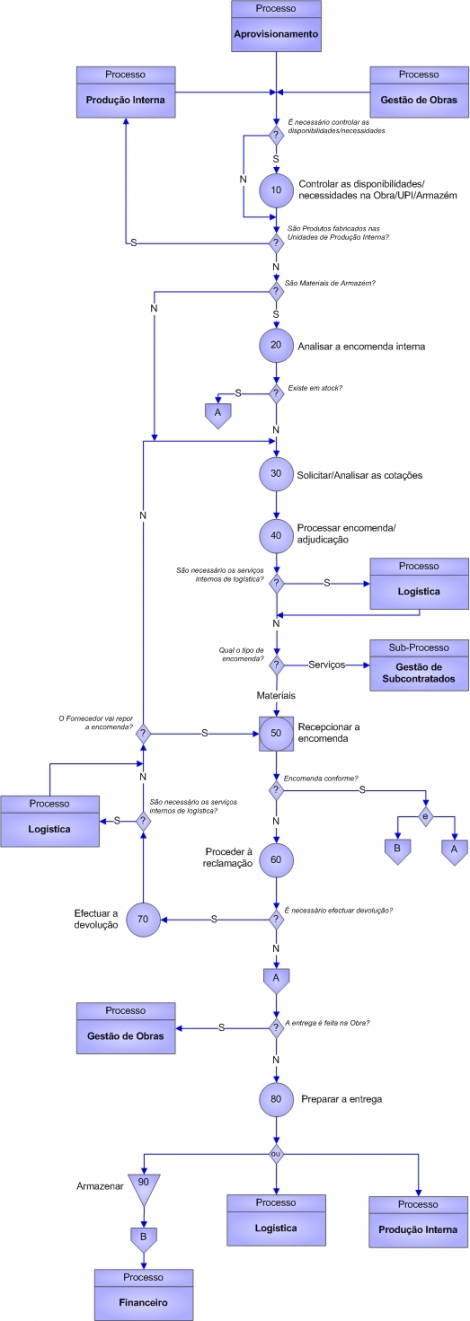 Processo
Aprovisionamento
Processo
Produção Interna
Processo
Gestão de Obras
É necessário controlar as
disponibilidades/necessidades
?
S
N
10
Controlar as disponibilidades/
necessidades na Obra/UPI/Armazém
São Produtos fabricados nas
Unidades de Produção Interna?
?
S
N
São Materiais de Armazém?
?
N
S
20
Analisar a encomenda interna
Existe em stock?
?
S
A
N
30
Solicitar/Analisar as cotações
N
40
Processar encomenda/
adjudicação
São necessário os serviços
internos de logística?
?
S
Processo
Logística
N
Qual o tipo de
encomenda?
?
Serviços
Sub-Processo
Gestão de
Subcontratados
Materiais
O Fornecedor vai repor
a encomenda?
?
S
50
Recepcionar a
encomenda
Encomenda conforme?
?
S
N
Processo
Logistica
São necessário os serviços
internos de logística?
S
?
N
e
B
A
Proceder à
reclamação
60
Efectuar a
devolução
70
S
?
É necessário efectuar devolução?
N
A
Processo
Gestão de Obras
S
?
A entrega é feita na Obra?
N
80
Preparar a entrega
ou
Armazenar
90
B
Processo
Logistica
Processo
Produção Interna
Processo
Financeiro